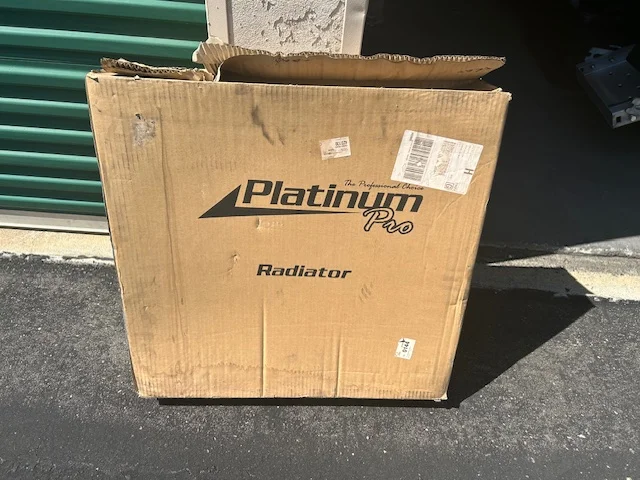 The Professional Choice
Platinum
Pro
Radiator
H